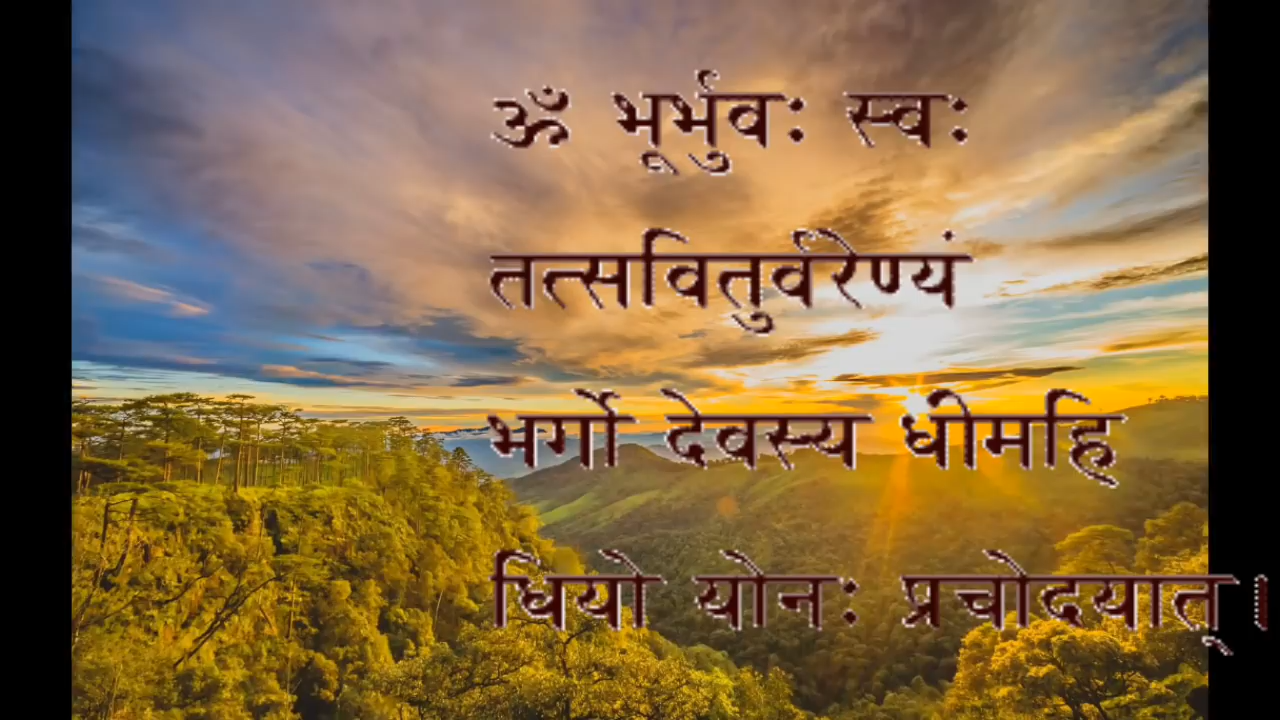 ॐ भूर्भुवः स्वः
तत्सवितुर्वरेण्यं
भर्गो देवस्य धीमहि
धियो योनः प्रचोदयात् ।